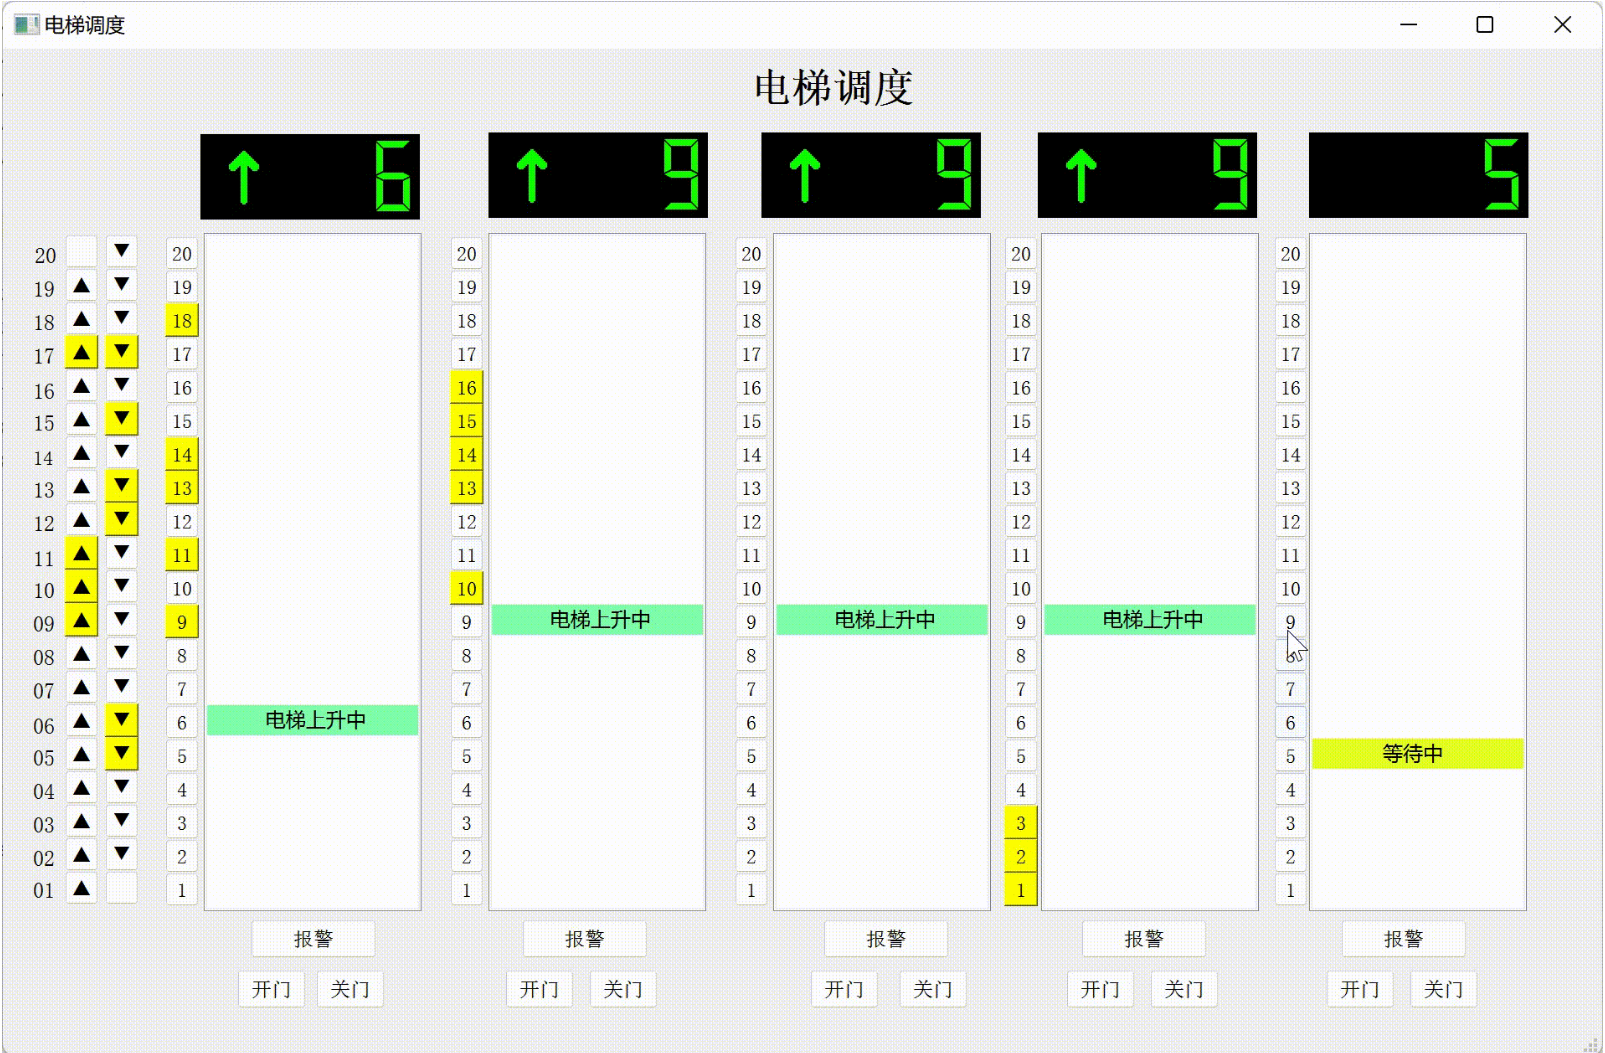 电梯调度
电梯调度
↑ 6 ↑ 9 ↑ 9 ↑ 9 5
20 ▼ 20 20 20 20 20
19 ▲ ▼ 19 19 19 19 19
18 ▲ ▼ 18 18 18 18 18
17 ▲ ▼ 17 17 17 17 17
16 ▲ ▼ 16 16 16 16 16
15 ▲ ▼ 15 15 15 15 15
14 ▲ ▼ 14 14 14 14 14
13 ▲ ▼ 13 13 13 13 13
12 ▲ ▼ 12 12 12 12 12
11 ▲ ▼ 11 11 11 11 11
10 ▲ ▼ 10 10 10 10 10
09 ▲ ▼ 9 9 电梯上升中 9 电梯上升中 9 电梯上升中 9
08 ▲ ▼ 8 8 8 8 8
07 ▲ ▼ 7 7 7 7 7
06 ▲ ▼ 6 电梯上升中 6 6 6 6
05 ▲ ▼ 5 5 5 5 5 等待中
04 ▲ ▼ 4 4 4 4 4
03 ▲ ▼ 3 3 3 3 3
02 ▲ ▼ 2 2 2 2 2
01 ▲ 1 1 1 1 1
报警 报警 报警 报警 报警
开门 关门 开门 关门 开门 关门 开门 关门 开门 关门